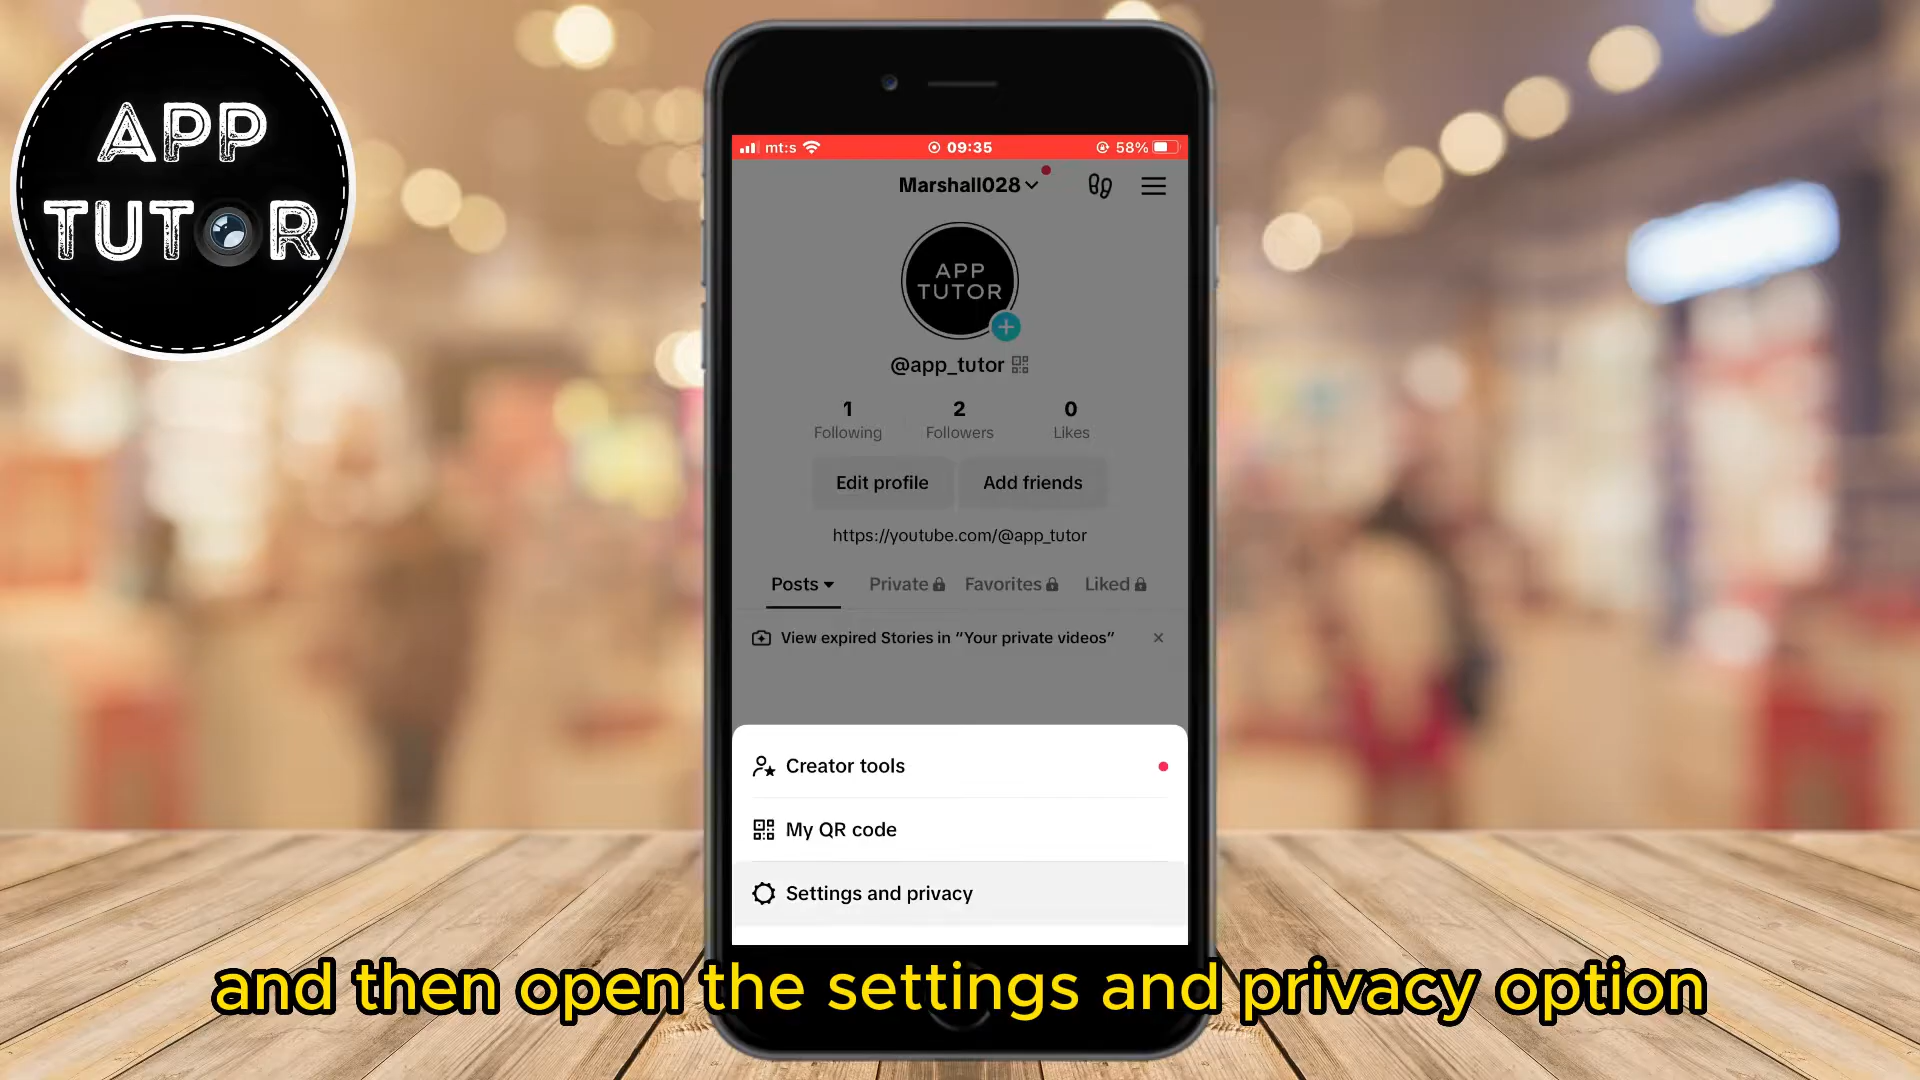 APP
TUTOR
mt:s
09:35
58%
Marshall028
APP
TUTOR
@app_tutor
1 2 0
Following Followers Likes
Edit profile Add friends
https://youtube.com/@app_tutor
Posts Private Favorites Liked
View expired Stories in “Your private videos”
Creator tools
My QR code
Settings and privacy
and then open the settings and privacy option